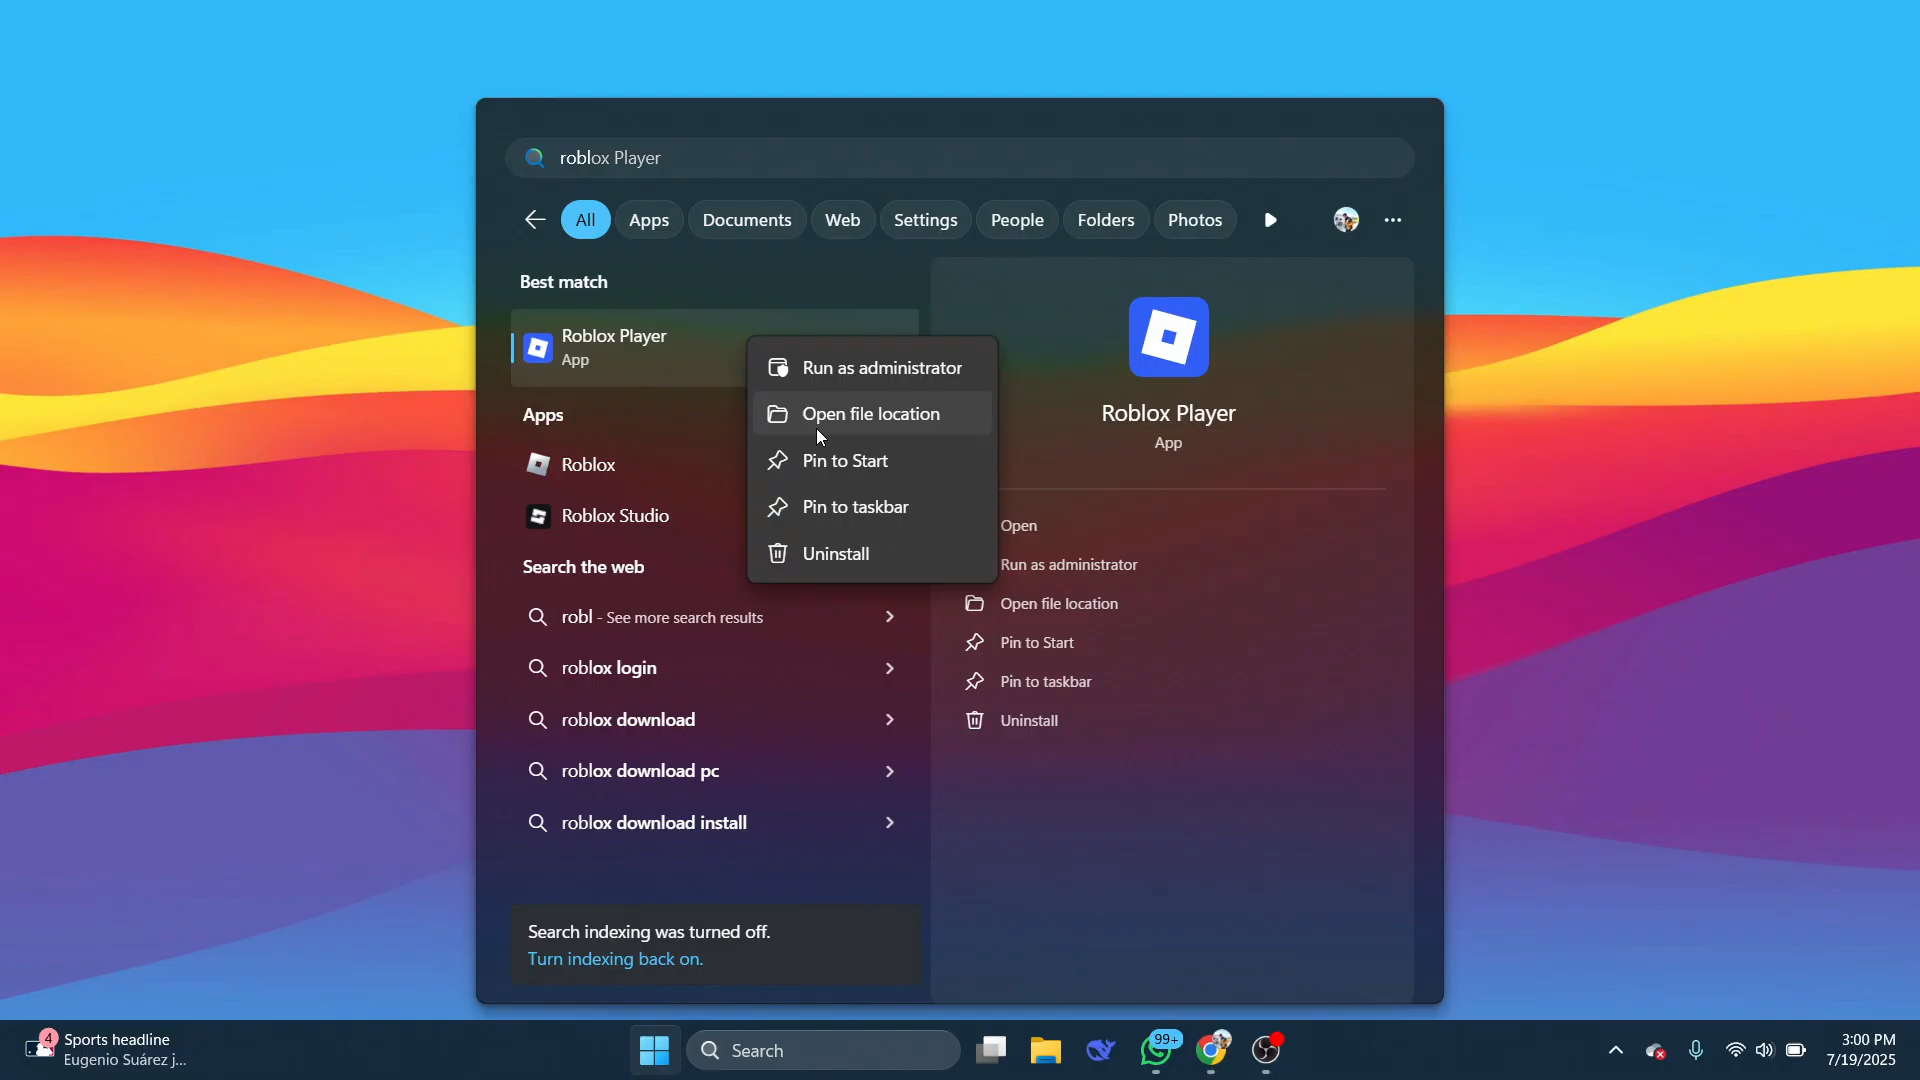 roblox Player
All Apps Documents Web Settings People Folders Photos
Best match
Roblox Player
App
Apps
Roblox
Roblox Studio
Search the web
robl - See more search results
roblox login
roblox download
roblox download pc
roblox download install
Search indexing was turned off.
Turn indexing back on.
Run as administrator
Open file location
Pin to Start
Pin to taskbar
Uninstall
Roblox Player
App
Open
Run as administrator
Open file location
Pin to Start
Pin to taskbar
Uninstall
4
Sports headline
Eugenio Suárez j...
Search
99+
3:00 PM
7/19/2025